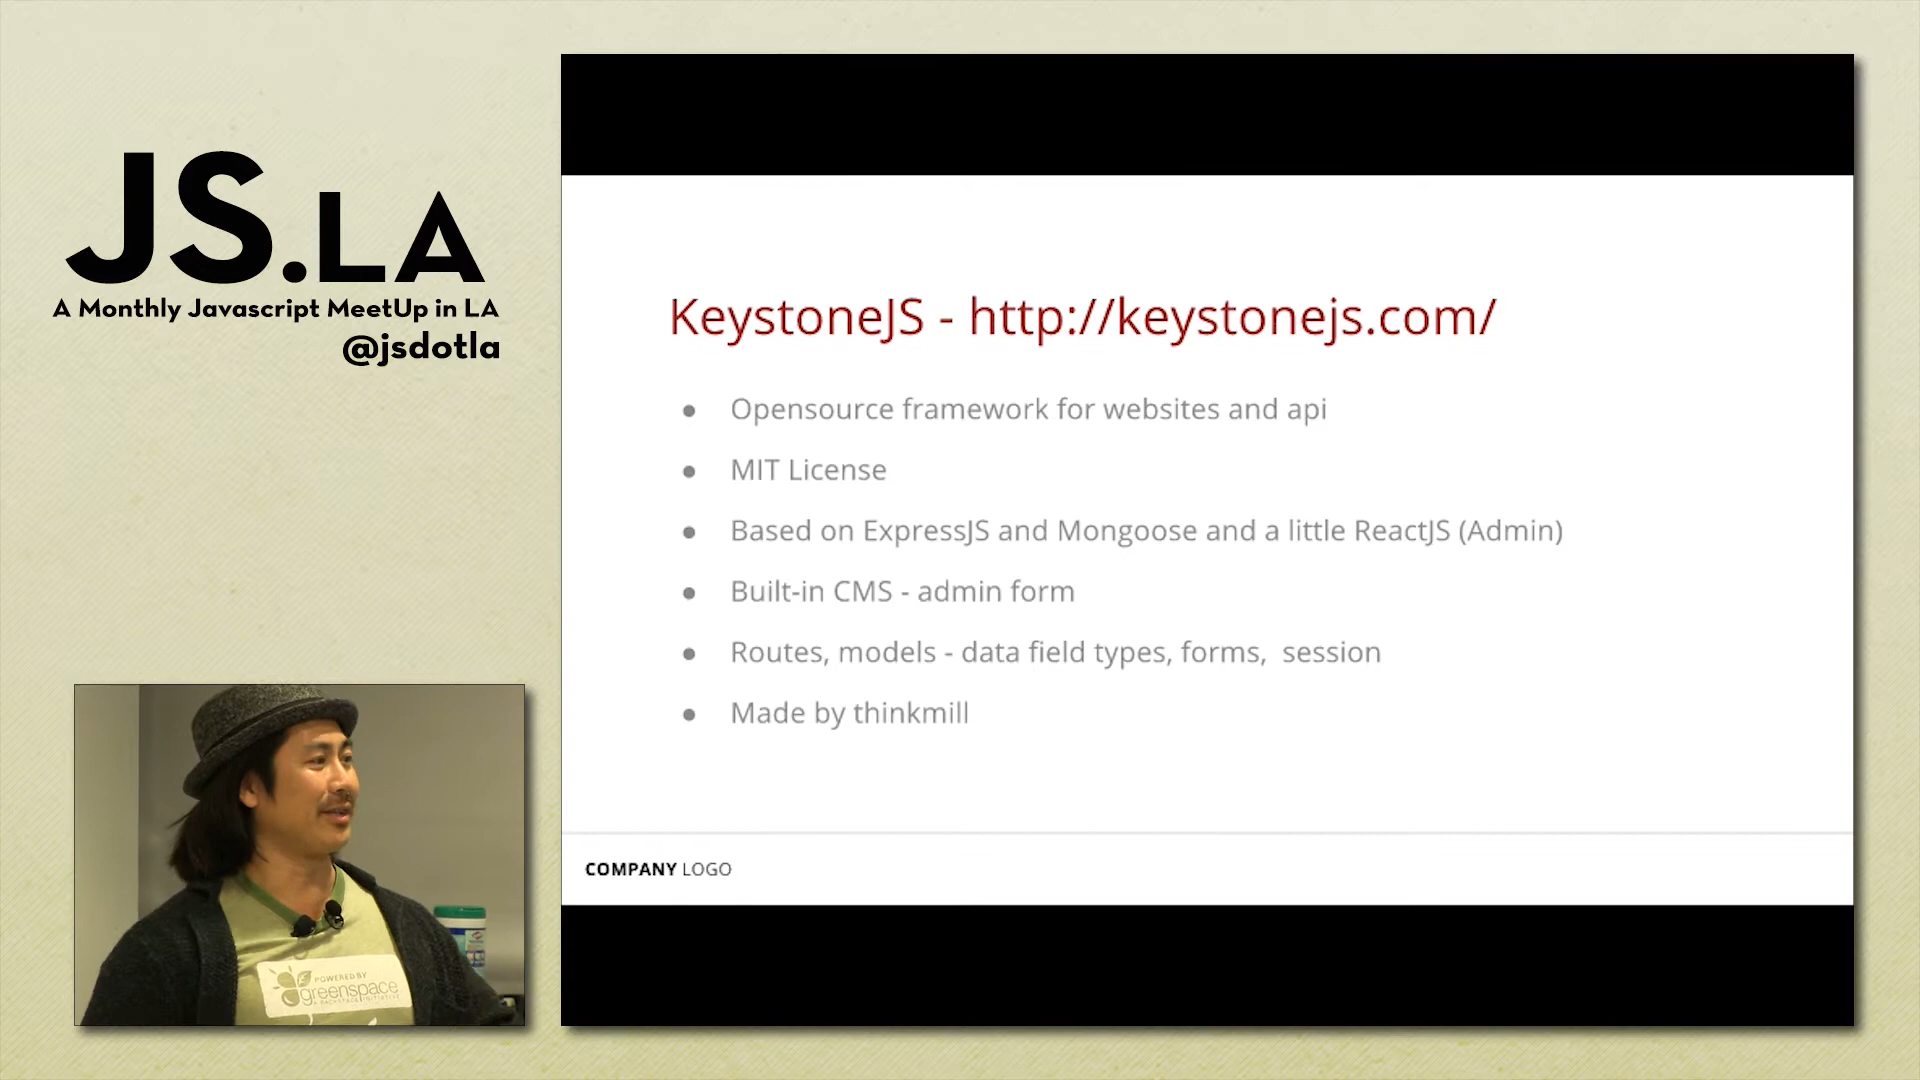 JS.LA
A Monthly Javascript MeetUp in LA
@jsdotla
KeystoneJS - http://keystonejs.com/
● Opensource framework for websites and api
● MIT License
● Based on ExpressJS and Mongoose and a little ReactJS (Admin)
● Built-in CMS - admin form
● Routes, models - data field types, forms,  session
● Made by thinkmill
COMPANY LOGO
POWERED BY
greenspace
A BACKSTAGE INITIATIVE